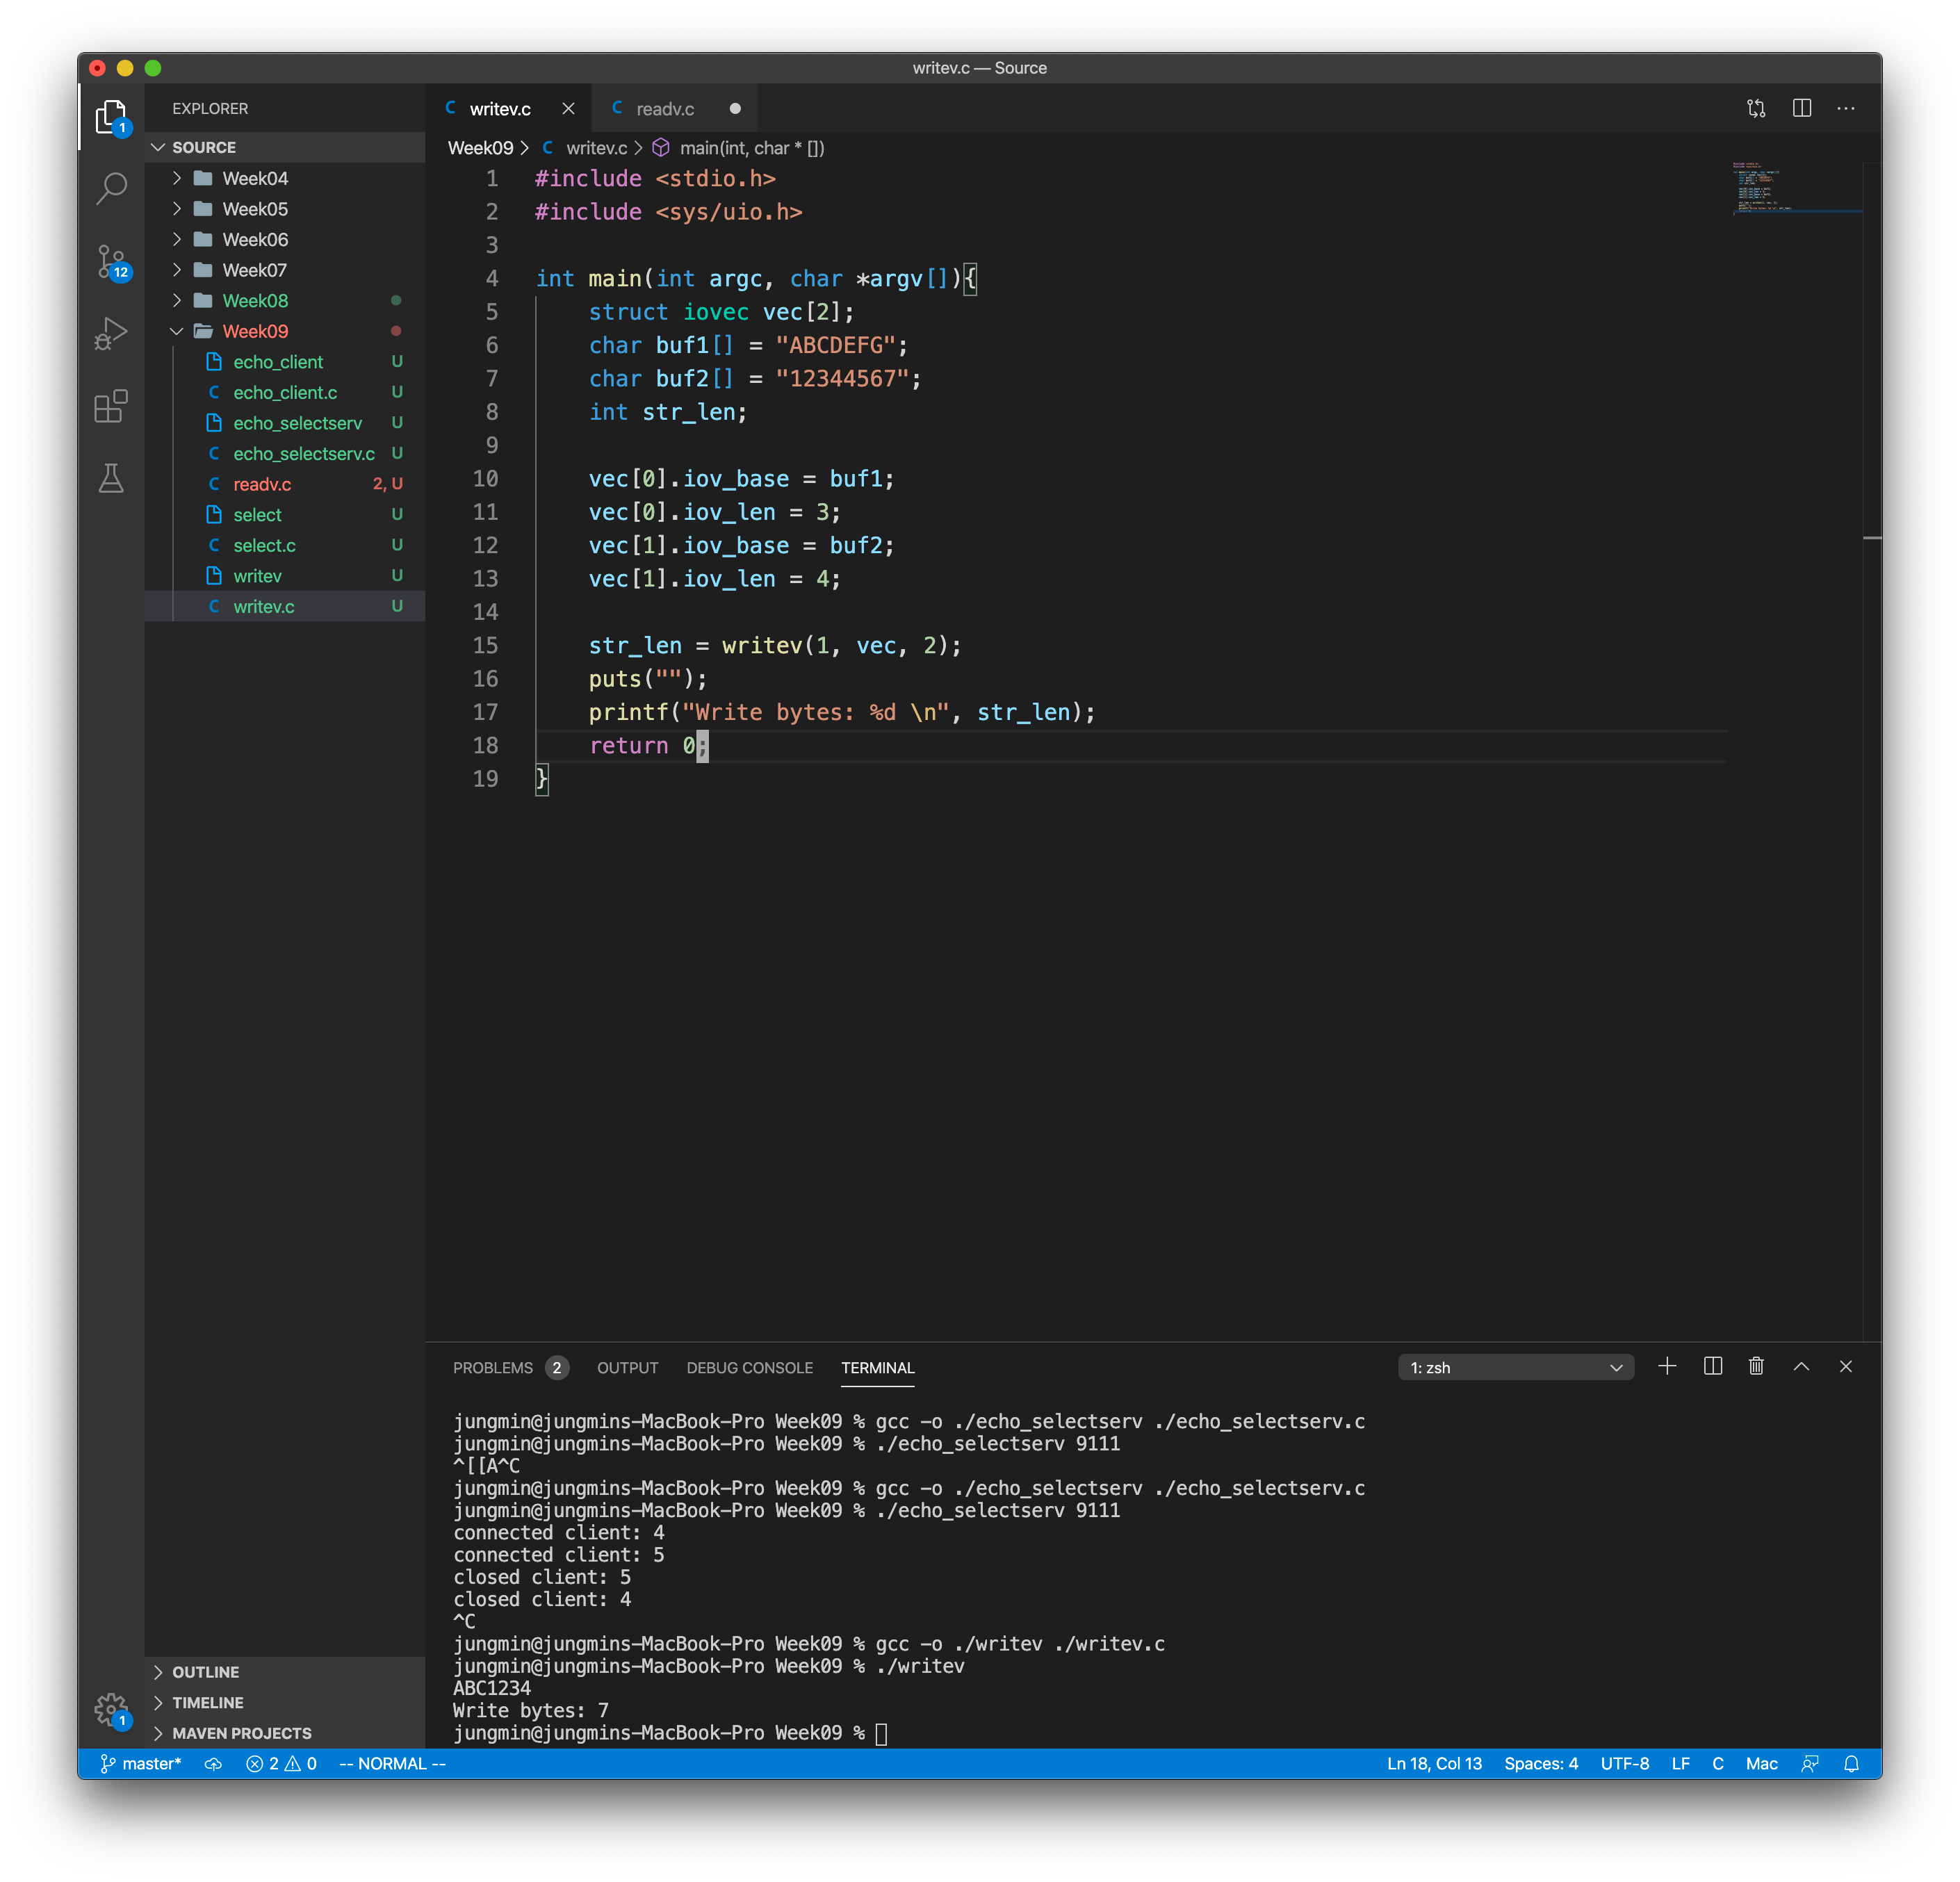 writev.c — Source
EXPLORER
SOURCE
Week04
Week05
Week06
Week07
Week08
Week09
echo_client U
C echo_client.c U
echo_selectserv U
C echo_selectserv.c U
C readv.c 2, U
select U
C select.c U
writev U
C writev.c U
OUTLINE
TIMELINE
MAVEN PROJECTS
1
12
1
C writev.c
C readv.c
Week09 > C writev.c > main(int, char * [])
1 #include <stdio.h>
2 #include <sys/uio.h>
3
4 int main(int argc, char *argv[]){
5 struct iovec vec[2];
6 char buf1[] = "ABCDEFG";
7 char buf2[] = "12344567";
8 int str_len;
9
10 vec[0].iov_base = buf1;
11 vec[0].iov_len = 3;
12 vec[1].iov_base = buf2;
13 vec[1].iov_len = 4;
14
15 str_len = writev(1, vec, 2);
16 puts("");
17 printf("Write bytes: %d \n", str_len);
18 return 0;
19 }
PROBLEMS 2 OUTPUT DEBUG CONSOLE TERMINAL 1: zsh
jungmin@jungmins-MacBook-Pro Week09 % gcc -o ./echo_selectserv ./echo_selectserv.c
jungmin@jungmins-MacBook-Pro Week09 % ./echo_selectserv 9111
^[[A^C
jungmin@jungmins-MacBook-Pro Week09 % gcc -o ./echo_selectserv ./echo_selectserv.c
jungmin@jungmins-MacBook-Pro Week09 % ./echo_selectserv 9111
connected client: 4
connected client: 5
closed client: 5
closed client: 4
^C
jungmin@jungmins-MacBook-Pro Week09 % gcc -o ./writev ./writev.c
jungmin@jungmins-MacBook-Pro Week09 % ./writev
ABC1234
Write bytes: 7
jungmin@jungmins-MacBook-Pro Week09 %
master* 2 0 -- NORMAL -- Ln 18, Col 13 Spaces: 4 UTF-8 LF C Mac